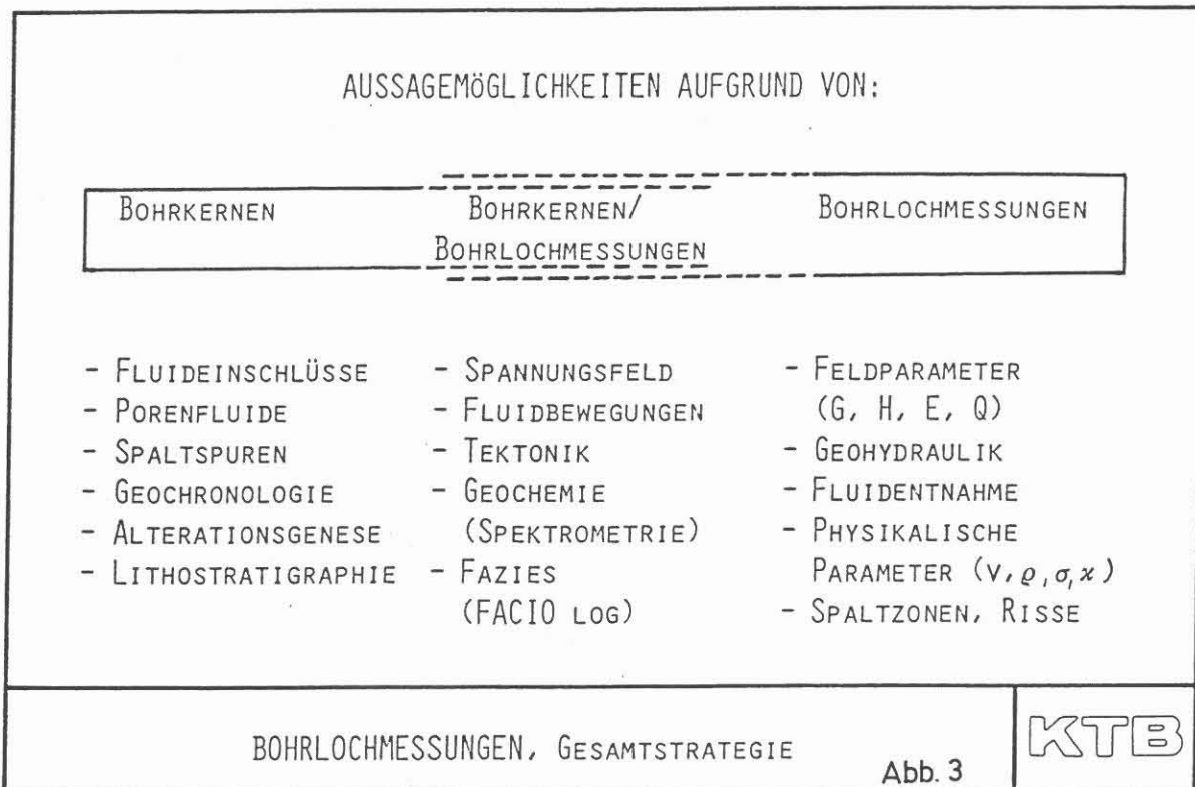 AUSSAGEMÖGLICHKEITEN AUFGRUND VON:
BOHRKERNEN
BOHRKERNEN/
BOHRLOCHMESSUNGEN
BOHRLOCHMESSUNGEN
- FLUIDEINSCHLÜSSE
- PORENFLUIDE
- SPALTSPUREN
- GEOCHRONOLOGIE
- ALTERATIONSGENESE
- LITHOSTRATIGRAPHIE
- SPANNUNGSFELD
- FLUIDBEWEGUNGEN
- TEKTONIK
- GEOCHEMIE
(SPEKTROMETRIE)
- FAZIES
(FACIO LOG)
- FELDPARAMETER
(G, H, E, Q)
- GEOHYDRAULIK
- FLUIDENTNAHME
- PHYSIKALISCHE
PARAMETER (V, ϱ, σ, ϰ)
- SPALTZONEN, RISSE
BOHRLOCHMESSUNGEN, GESAMTSTRATEGIE
Abb. 3
KTB